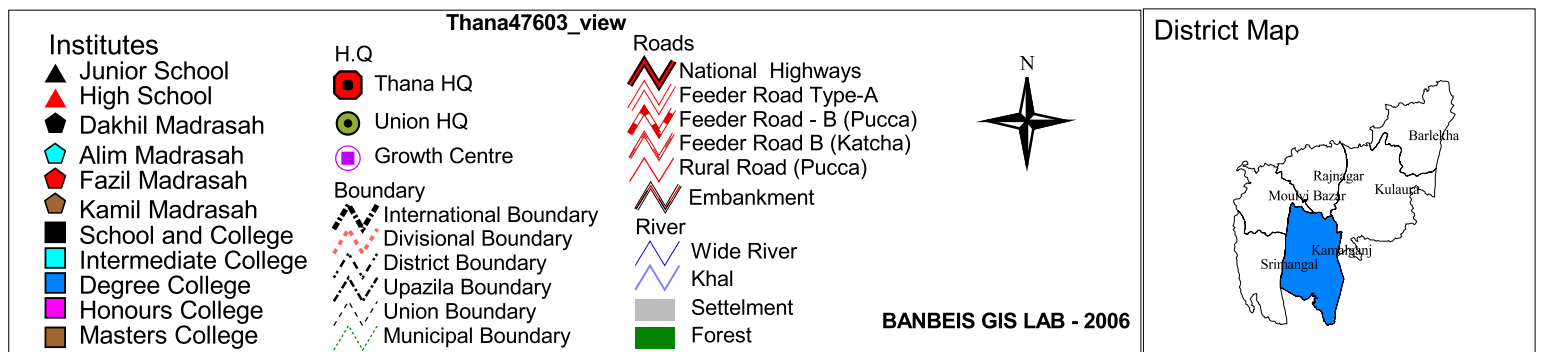 Thana47603_view
Institutes
Junior School
High School
Dakhil Madrasah
Alim Madrasah
Fazil Madrasah
Kamil Madrasah
School and College
Intermediate College
Degree College
Honours College
Masters College
H.Q
Thana HQ
Union HQ
Growth Centre
Boundary
International Boundary
Divisional Boundary
District Boundary
Upazila Boundary
Union Boundary
Municipal Boundary
Roads
National Highways
Feeder Road Type-A
Feeder Road - B (Pucca)
Feeder Road B (Katcha)
Rural Road (Pucca)
Embankment
River
Wide River
Khal
Settelment
Forest
N
BANBEIS GIS LAB - 2006
District Map
Barlekha
Rajnagar
Kulaura
Moulvi Bazar
Kamalganj
Srimangal